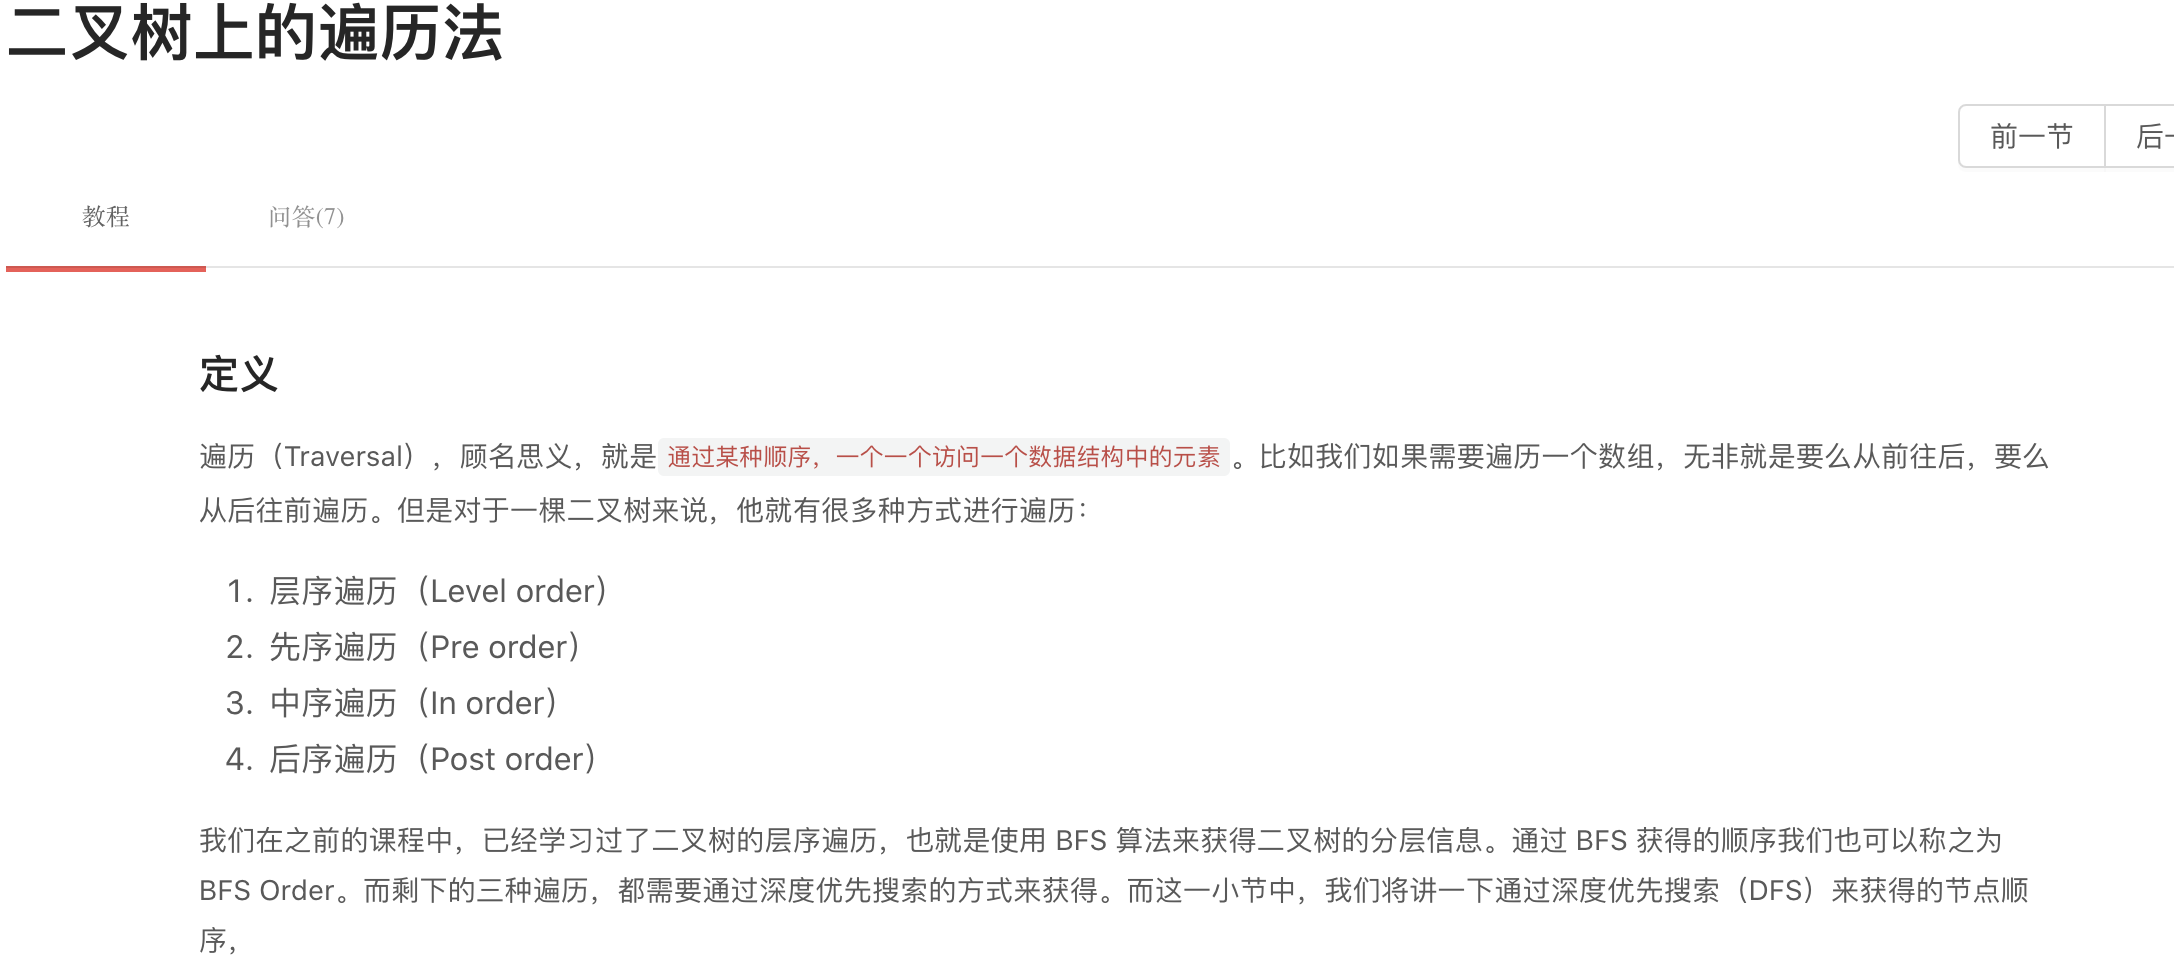 二叉树上的遍历法
前一节
后一
教程
问答(7)
定义
遍历（Traversal），顾名思义，就是 通过某种顺序，一个一个访问一个数据结构中的元素 。比如我们如果需要遍历一个数组，无非就是要么从前往后，要么
从后往前遍历。但是对于一棵二叉树来说，他就有很多种方式进行遍历：
1. 层序遍历（Level order）
2. 先序遍历（Pre order）
3. 中序遍历（In order）
4. 后序遍历（Post order）
我们在之前的课程中，已经学习过了二叉树的层序遍历，也就是使用 BFS 算法来获得二叉树的分层信息。通过 BFS 获得的顺序我们也可以称之为
BFS Order。而剩下的三种遍历，都需要通过深度优先搜索的方式来获得。而这一小节中，我们将讲一下通过深度优先搜索（DFS）来获得的节点顺
序，